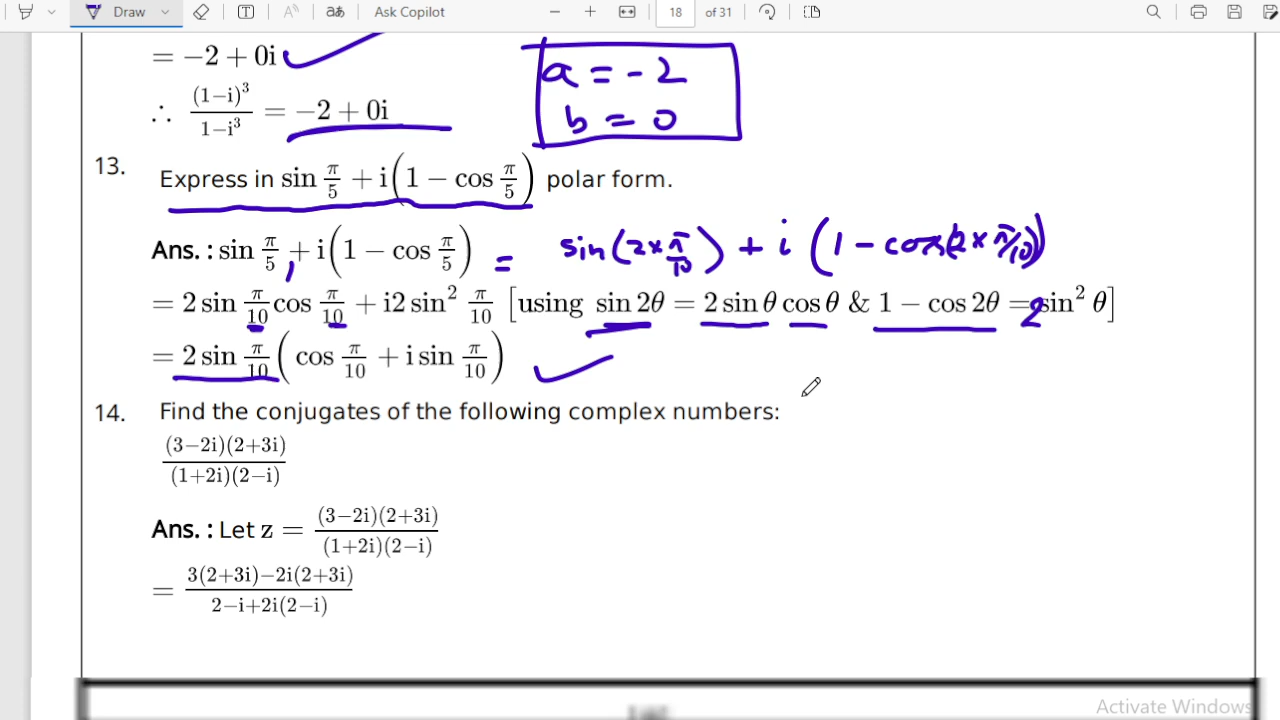 Draw aあ Ask Copilot 18 of 31
= −2 + 0i
a = - 2
b = 0
∴ (1−i)³/1−i³ = −2 + 0i
13. Express in sin π/5 + i(1 − cos π/5) polar form.
Ans. : sin π/5 + i(1 − cos π/5) = sin(2×π/10) + i (1 - cos(2×π/10))
= 2 sin π/10 cos π/10 + i2 sin² π/10 [using sin 2θ = 2 sin θ cos θ & 1 − cos 2θ = 2sin² θ]
= 2 sin π/10 ( cos π/10 + i sin π/10 )
14. Find the conjugates of the following complex numbers:
(3−2i)(2+3i)/(1+2i)(2−i)
Ans. : Let z = (3−2i)(2+3i)/(1+2i)(2−i)
= 3(2+3i)−2i(2+3i)/2−i+2i(2−i)
Activate Windows